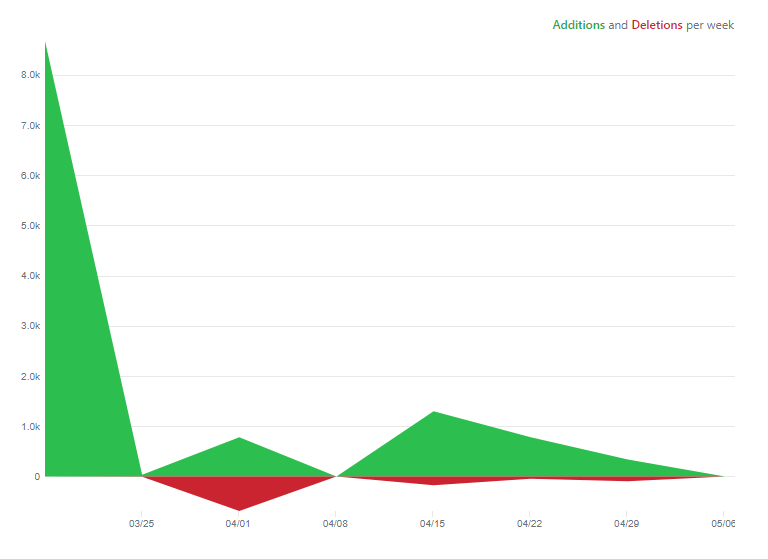 Additions and Deletions per week
8.0k
7.0k
6.0k
5.0k
4.0k
3.0k
2.0k
1.0k
0
03/25 04/01 04/08 04/15 04/22 04/29 05/06